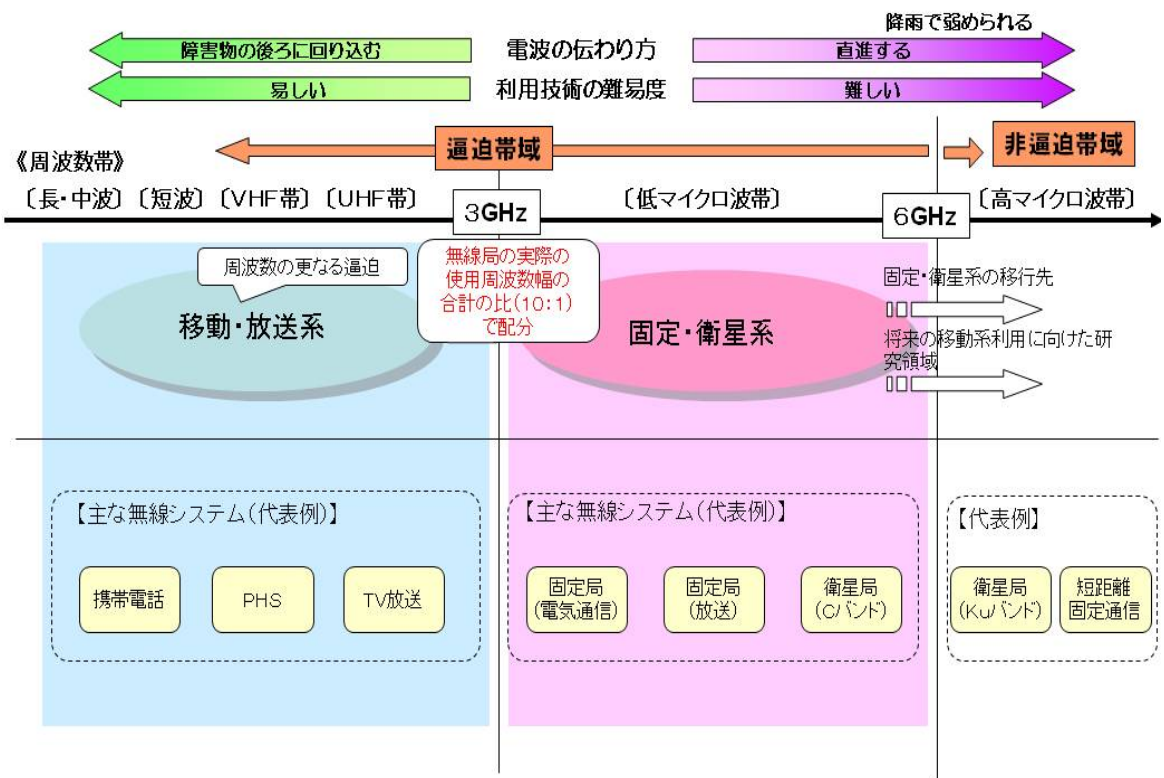 降雨で弱められる
障害物の後ろに回り込む
電波の伝わり方
直進する
易しい
利用技術の難易度
難しい
逼迫帯域
非逼迫帯域
《周波数帯》
〔長・中波〕
〔短波〕
〔VHF帯〕
〔UHF帯〕
3GHz
〔低マイクロ波帯〕
6GHz
〔高マイクロ波帯〕
周波数の更なる逼迫
無線局の実際の
使用周波数幅の
合計の比(10:1)
で配分
移動・放送系
固定・衛星系
固定・衛星系の移行先
将来の移動系利用に向けた研
究領域
【主な無線システム(代表例)】
携帯電話
PHS
TV放送
【主な無線システム(代表例)】
固定局
(電気通信)
固定局
(放送)
衛星局
(Cバンド)
【代表例】
衛星局
(Kuバンド)
短距離
固定通信